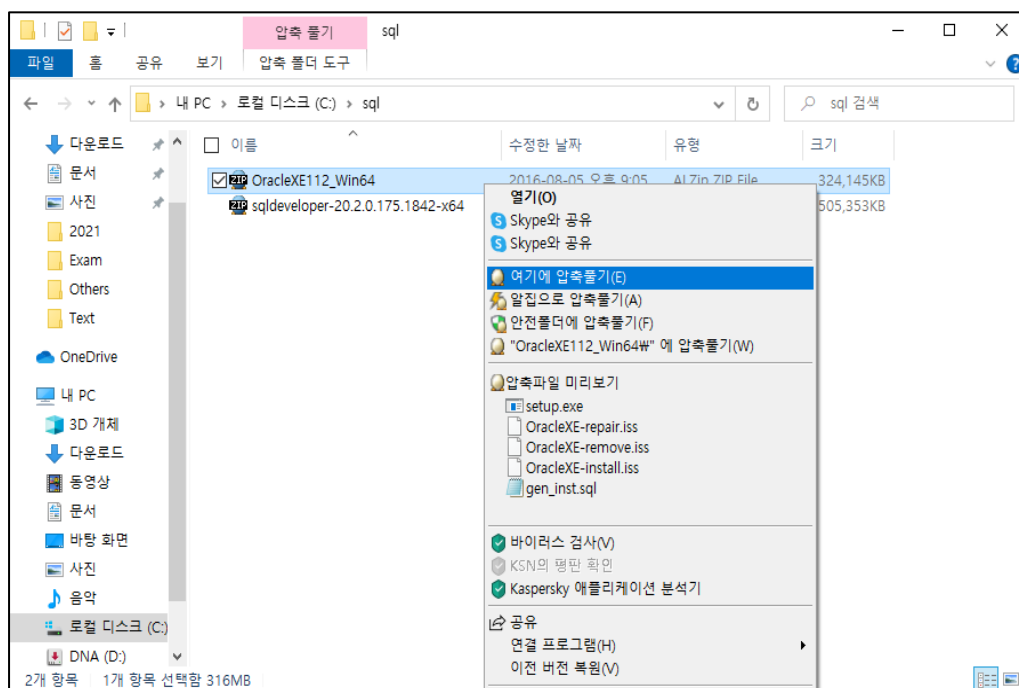 압축 풀기 sql
파일 홈 공유 보기 압축 폴더 도구
내 PC › 로컬 디스크 (C:) › sql
sql 검색
이름 수정한 날짜 유형 크기
다운로드
문서
사진
2021
Exam
Others
Text
OneDrive
내 PC
3D 개체
다운로드
동영상
문서
바탕 화면
사진
음악
로컬 디스크 (C:)
DNA (D:)
OracleXE112_Win64 2016-08-05 오후 9:05 ALZip ZIP File 324,145KB
sqldeveloper-20.2.0.175.1842-x64 505,353KB
열기(O)
Skype와 공유
Skype와 공유
여기에 압축풀기(E)
알집으로 압축풀기(A)
안전폴더에 압축풀기(F)
"OracleXE112_Win64₩" 에 압축풀기(W)
압축파일 미리보기
setup.exe
OracleXE-repair.iss
OracleXE-remove.iss
OracleXE-install.iss
gen_inst.sql
바이러스 검사(V)
KSN의 평판 확인
Kaspersky 애플리케이션 분석기
공유
연결 프로그램(H)
이전 버전 복원(V)
2개 항목 1개 항목 선택함 316MB